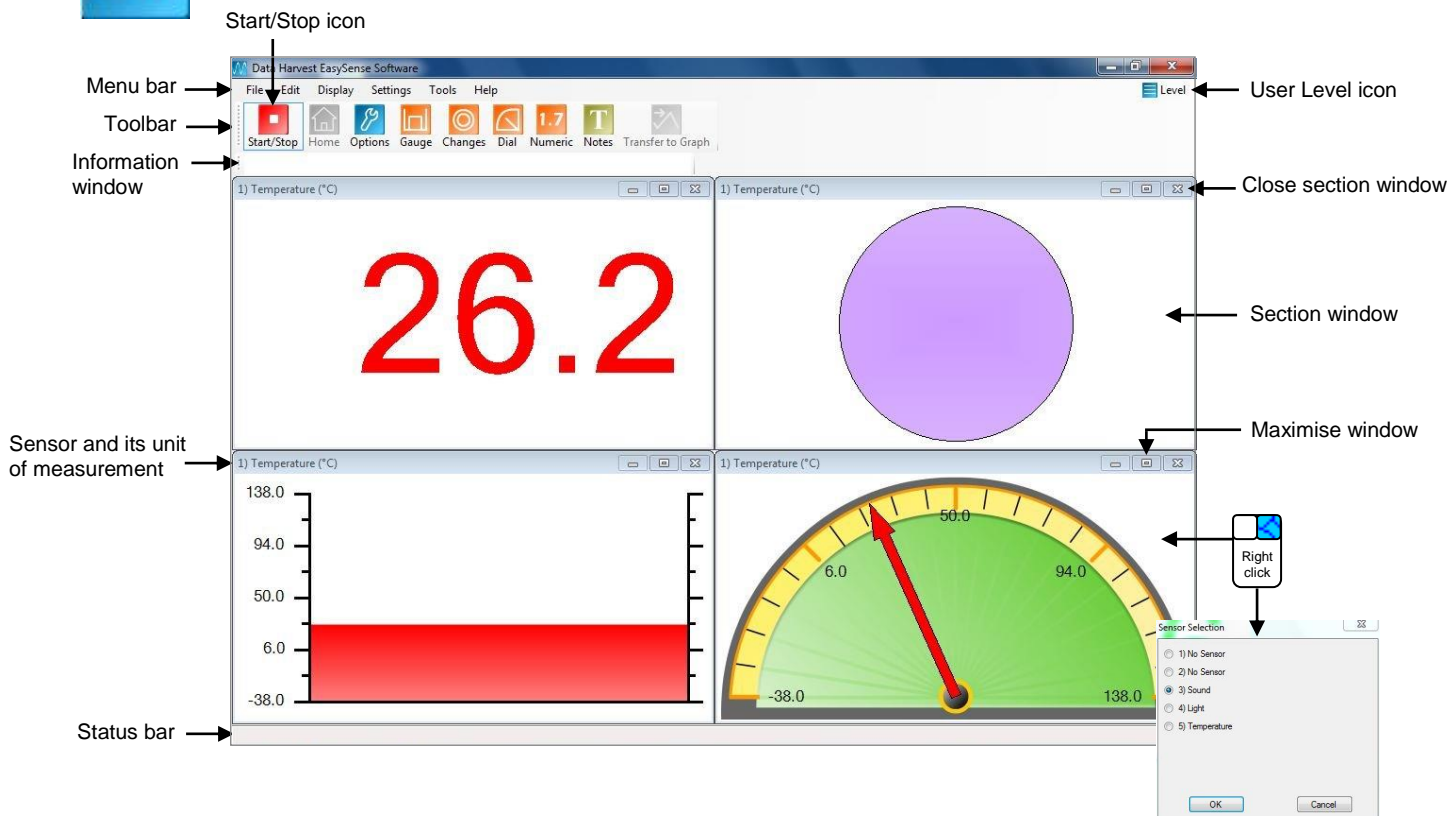 Start/Stop icon
Data Harvest EasySense Software
Menu bar
File Edit Display Settings Tools Help
Level
User Level icon
Toolbar
1.7
T
Start/Stop Home Options Gauge Changes Dial Numeric Notes Transfer to Graph
Information
window
1) Temperature (°C)
1) Temperature (°C)
Close section window
26.2
Section window
Maximise window
Sensor and its unit
of measurement
1) Temperature (°C)
1) Temperature (°C)
138.0
94.0
50.0
6.0
-38.0
50.0
6.0
94.0
-38.0
138.0
Right
click
Sensor Selection
1) No Sensor
2) No Sensor
3) Sound
4) Light
5) Temperature
OK
Cancel
Status bar